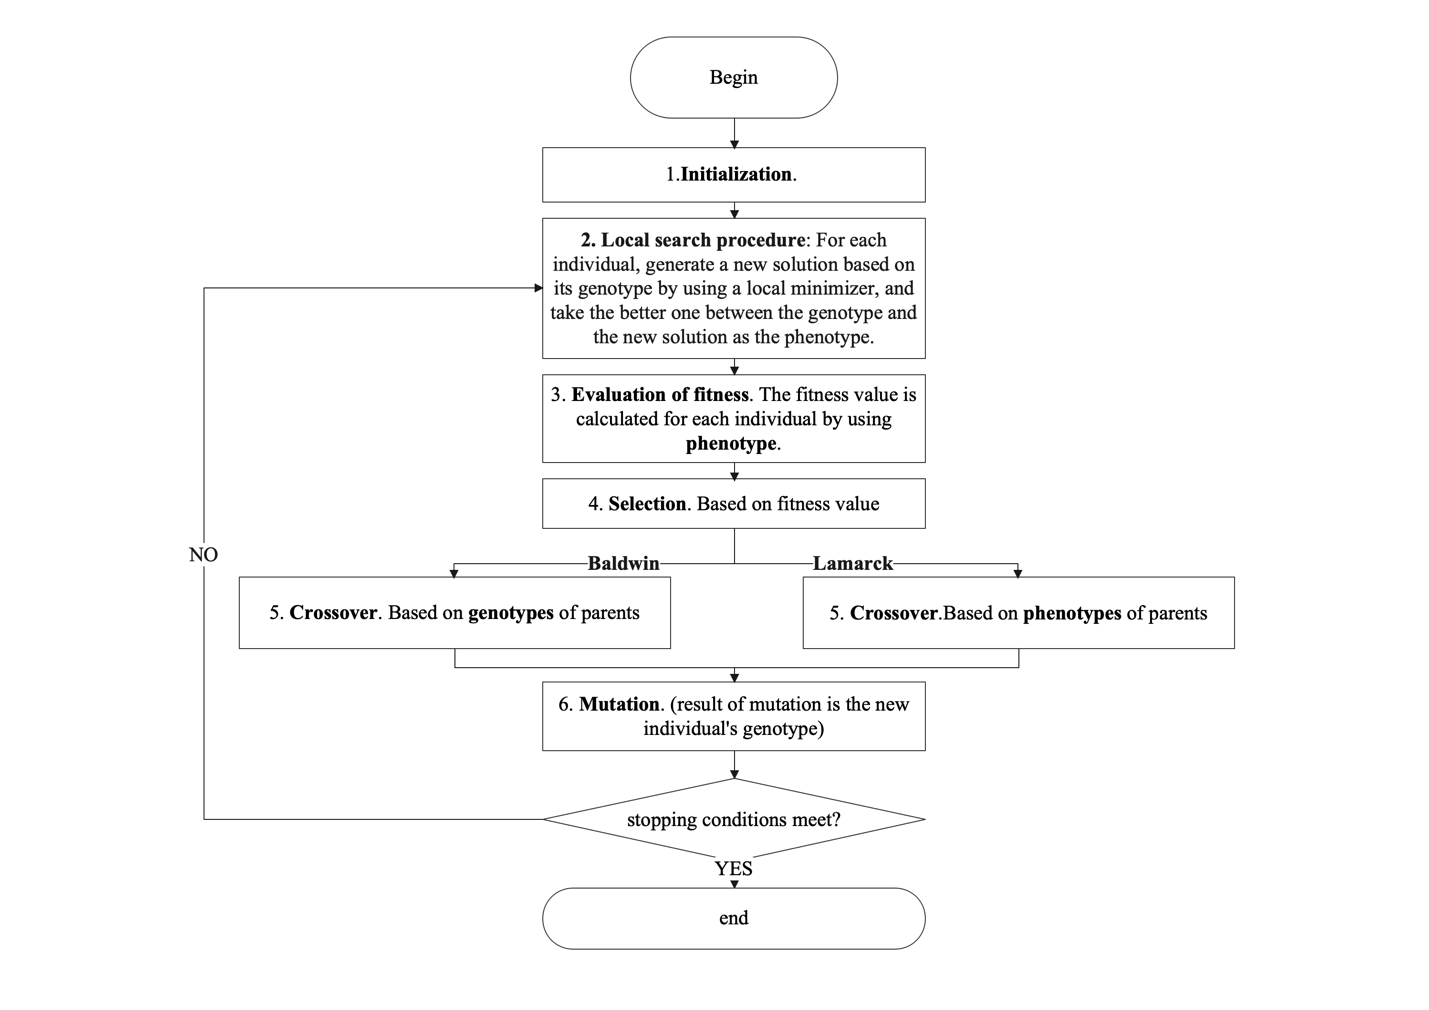 Begin
1.Initialization.
2. Local search procedure: For each
individual, generate a new solution based on
its genotype by using a local minimizer, and
take the better one between the genotype and
the new solution as the phenotype.
3. Evaluation of fitness. The fitness value is
calculated for each individual by using
phenotype.
4. Selection. Based on fitness value
NO
Baldwin
Lamarck
5. Crossover. Based on genotypes of parents
5. Crossover.Based on phenotypes of parents
6. Mutation. (result of mutation is the new
individual's genotype)
stopping conditions meet?
YES
end